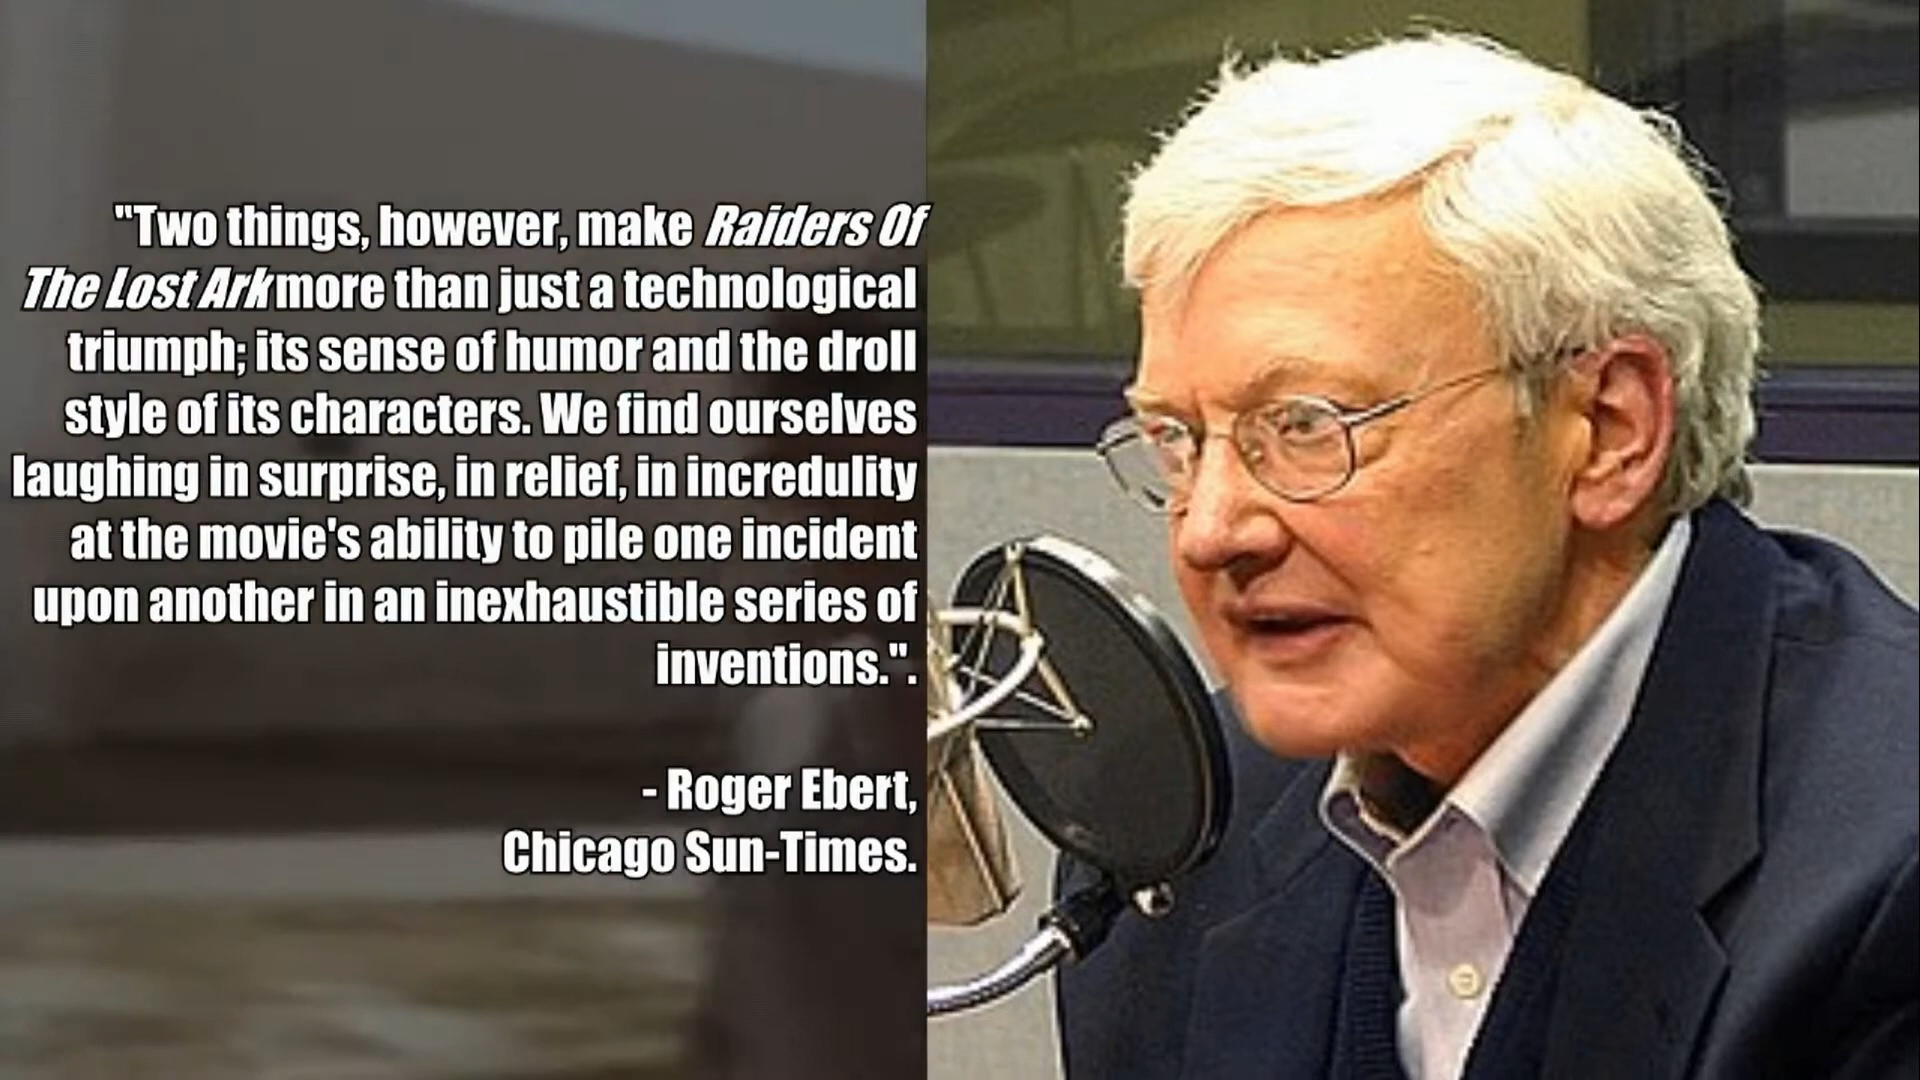 "Two things, however, make Raiders Of
The Lost Ark more than just a technological
triumph; its sense of humor and the droll
style of its characters. We find ourselves
laughing in surprise, in relief, in incredulity
at the movie's ability to pile one incident
upon another in an inexhaustible series of
inventions.".
- Roger Ebert,
Chicago Sun-Times.